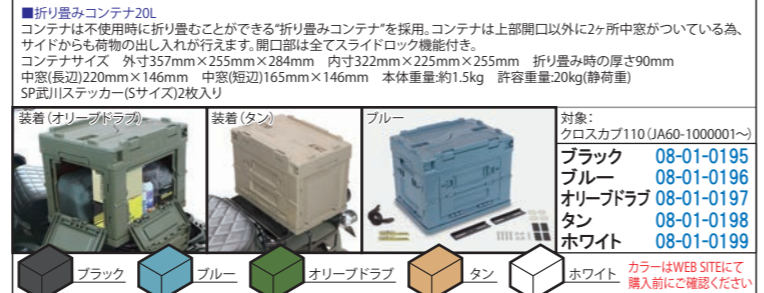 ■折り畳みコンテナ20L
コンテナは不使用時に折り畳むことができる“折り畳みコンテナ”を採用。コンテナは上部開口以外に2ヶ所中窓がついている為、
サイドからも荷物の出し入れが行えます。開口部は全てスライドロック機能付き。
コンテナサイズ　外寸357mm×255mm×284mm　内寸322mm×225mm×255mm　折り畳み時の厚さ90mm
中窓(長辺)220mm×146mm　中窓(短辺)165mm×146mm　本体重量:約1.5kg　許容重量:20kg(静荷重)
SP武川ステッカー(Sサイズ)2枚入り
装着(オリーブドラブ)
装着(タン)
ブルー
対象:
クロスカブ110(JA60-1000001〜)
ブラック　08-01-0195
ブルー　08-01-0196
オリーブドラブ 08-01-0197
タン　08-01-0198
ホワイト　08-01-0199
ブラック
ブルー
オリーブドラブ
タン
ホワイト
カラーはWEB SITEにて
購入前にご確認ください